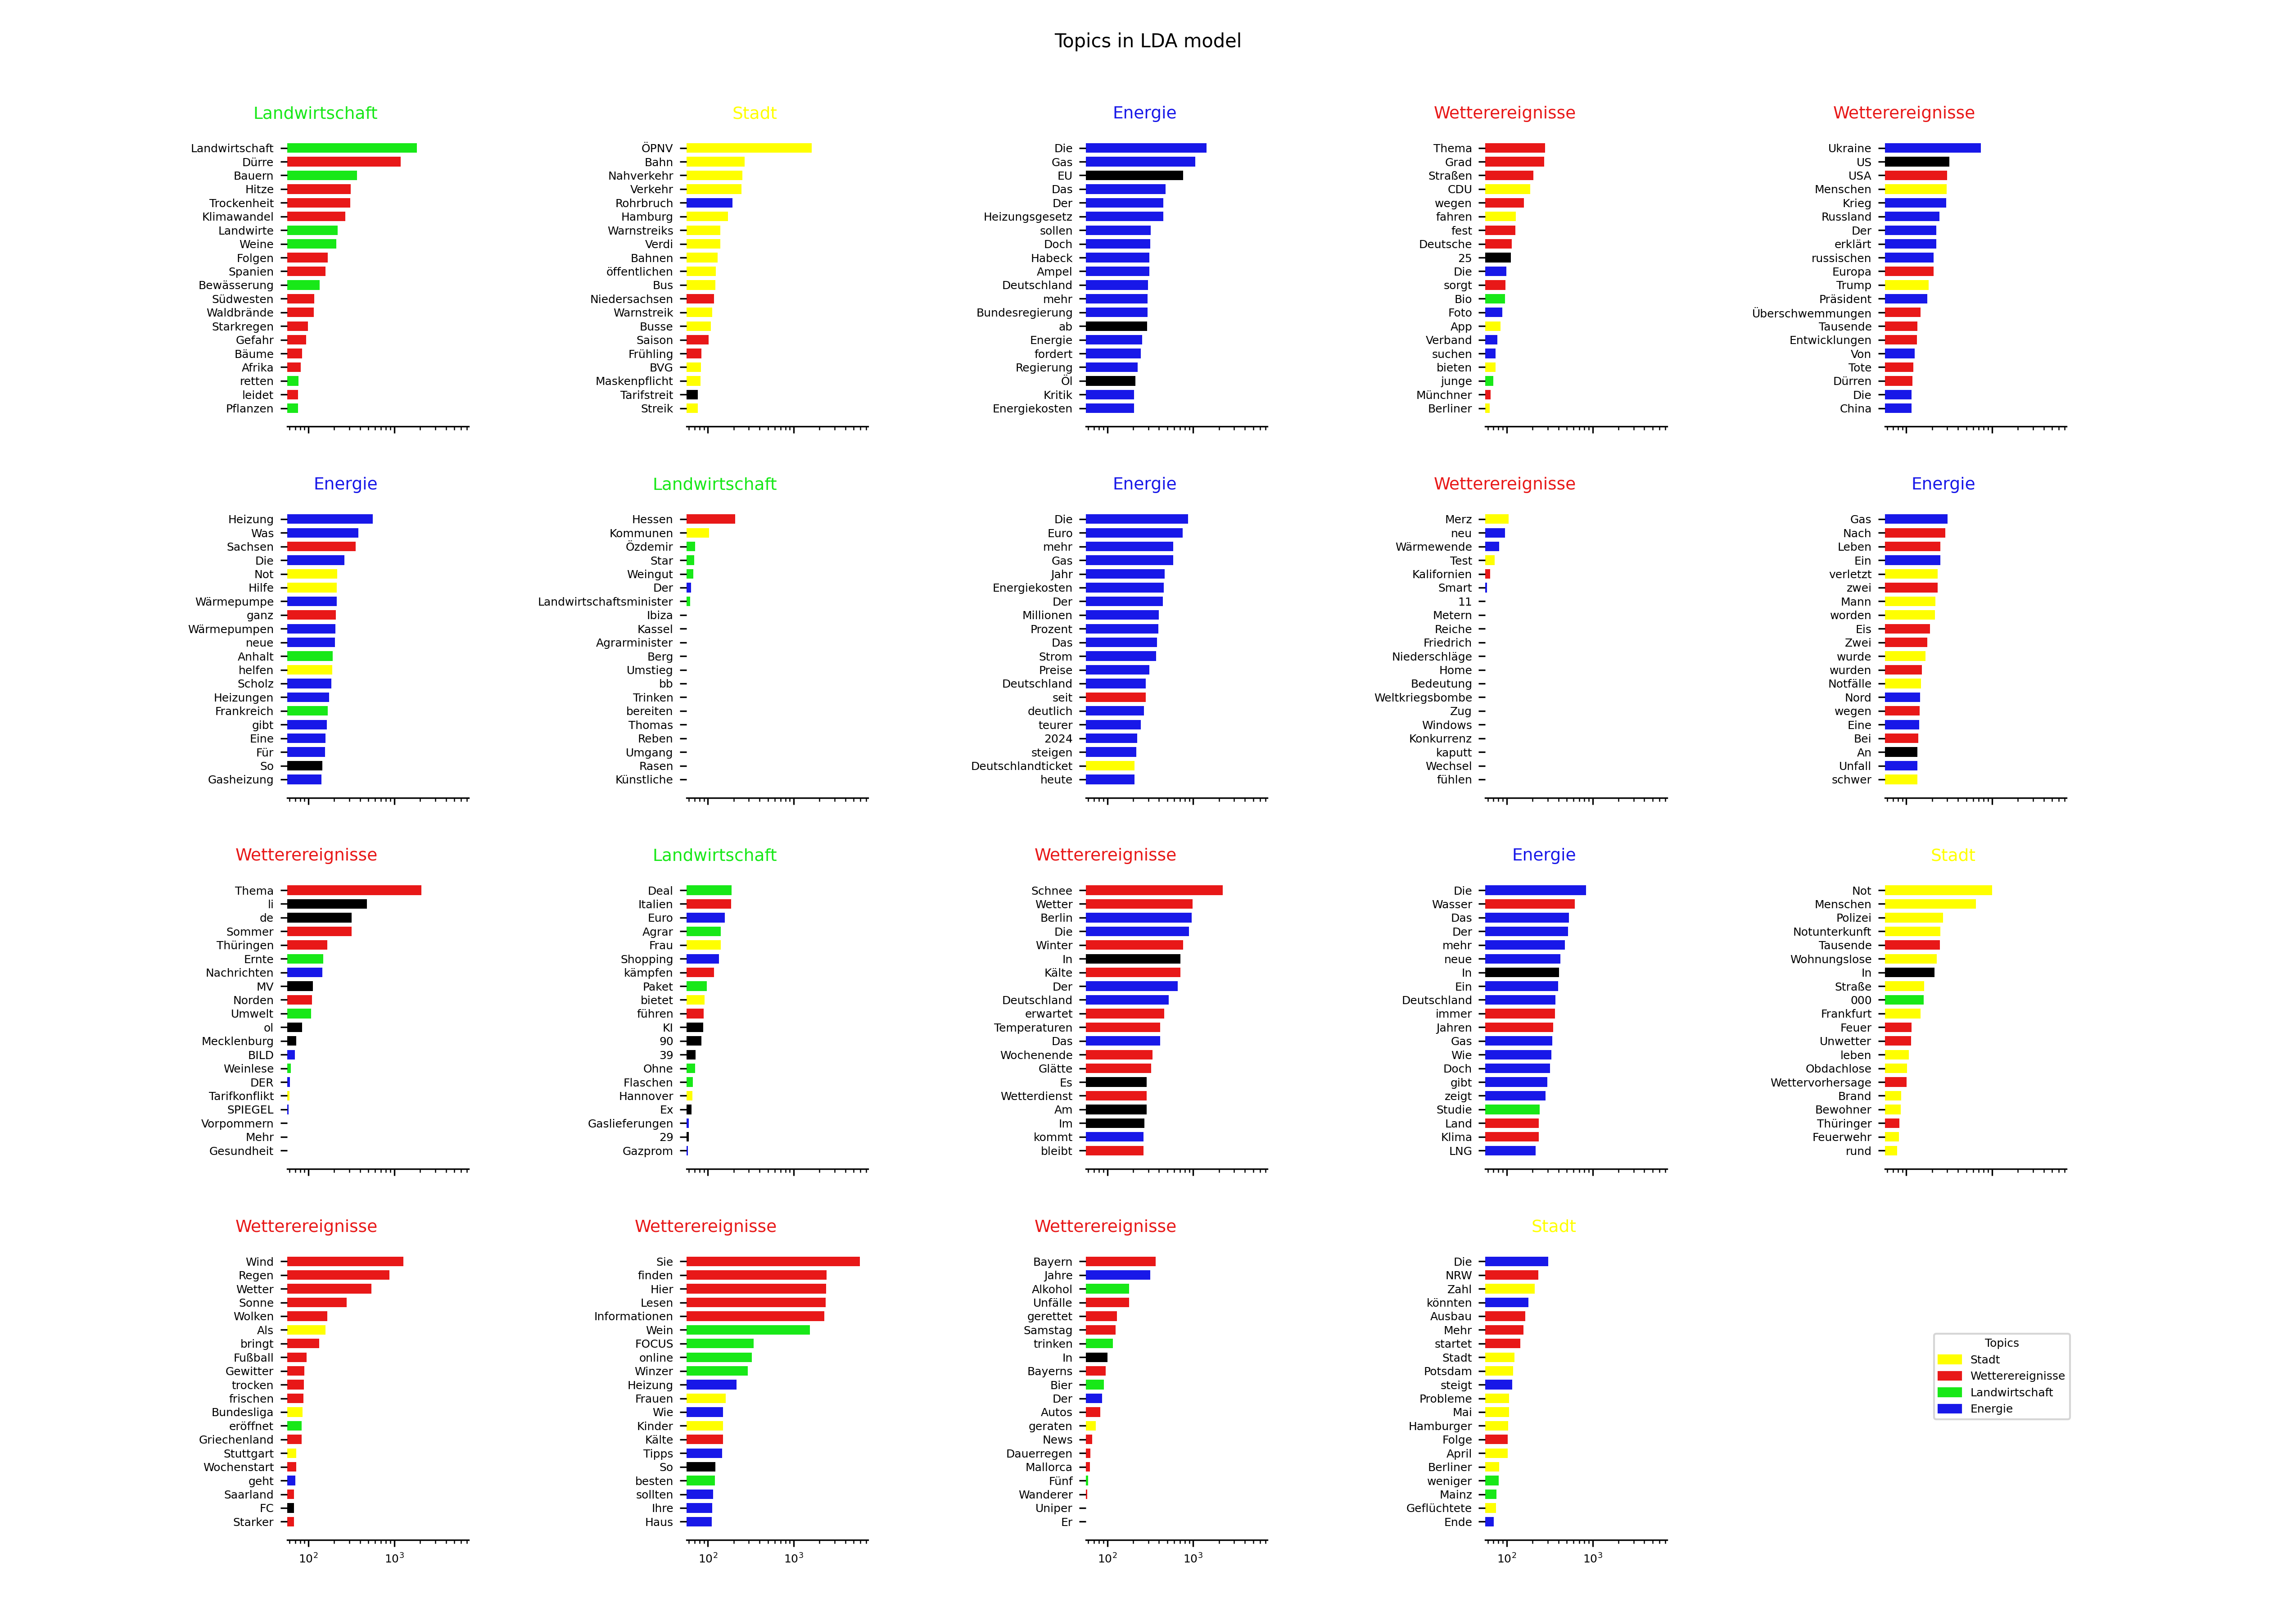 Topics in LDA model
Landwirtschaft
Landwirtschaft
Dürre
Bauern
Hitze
Trockenheit
Klimawandel
Landwirte
Weine
Folgen
Spanien
Bewässerung
Südwesten
Waldbrände
Starkregen
Gefahr
Bäume
Afrika
retten
leidet
Pflanzen
Stadt
ÖPNV
Bahn
Nahverkehr
Verkehr
Rohrbruch
Hamburg
Warnstreiks
Verdi
Bahnen
öffentlichen
Bus
Niedersachsen
Warnstreik
Busse
Saison
Frühling
BVG
Maskenpflicht
Tarifstreit
Streik
Energie
Die
Gas
EU
Das
Der
Heizungsgesetz
sollen
Doch
Habeck
Ampel
Deutschland
mehr
Bundesregierung
ab
Energie
fordert
Regierung
Öl
Kritik
Energiekosten
Wetterereignisse
Thema
Grad
Straßen
CDU
wegen
fahren
fest
Deutsche
25
Die
sorgt
Bio
Foto
App
Verband
suchen
bieten
junge
Münchner
Berliner
Wetterereignisse
Ukraine
US
USA
Menschen
Krieg
Russland
Der
erklärt
russischen
Europa
Trump
Präsident
Überschwemmungen
Tausende
Entwicklungen
Von
Tote
Dürren
Die
China
Energie
Heizung
Was
Sachsen
Die
Not
Hilfe
Wärmepumpe
ganz
Wärmepumpen
neue
Anhalt
helfen
Scholz
Heizungen
Frankreich
gibt
Eine
Für
So
Gasheizung
Landwirtschaft
Hessen
Kommunen
Özdemir
Star
Weingut
Der
Landwirtschaftsminister
Ibiza
Kassel
Agrarminister
Berg
Umstieg
bb
Trinken
bereiten
Thomas
Reben
Umgang
Rasen
Künstliche
Energie
Die
Euro
mehr
Gas
Jahr
Energiekosten
Der
Millionen
Prozent
Das
Strom
Preise
Deutschland
seit
deutlich
teurer
2024
steigen
Deutschlandticket
heute
Wetterereignisse
Merz
neu
Wärmewende
Test
Kalifornien
Smart
11
Metern
Reiche
Friedrich
Niederschläge
Home
Bedeutung
Weltkriegsbombe
Zug
Windows
Konkurrenz
kaputt
Wechsel
fühlen
Energie
Gas
Nach
Leben
Ein
verletzt
zwei
Mann
worden
Eis
Zwei
wurde
wurden
Notfälle
Nord
wegen
Eine
Bei
An
Unfall
schwer
Wetterereignisse
Thema
li
de
Sommer
Thüringen
Ernte
Nachrichten
MV
Norden
Umwelt
ol
Mecklenburg
BILD
Weinlese
DER
Tarifkonflikt
SPIEGEL
Vorpommern
Mehr
Gesundheit
Landwirtschaft
Deal
Italien
Euro
Agrar
Frau
Shopping
kämpfen
Paket
bietet
führen
KI
90
39
Ohne
Flaschen
Hannover
Ex
Gaslieferungen
29
Gazprom
Wetterereignisse
Schnee
Wetter
Berlin
Die
Winter
In
Kälte
Der
Deutschland
erwartet
Temperaturen
Das
Wochenende
Glätte
Es
Wetterdienst
Am
Im
kommt
bleibt
Energie
Die
Wasser
Das
Der
mehr
neue
In
Ein
Deutschland
immer
Jahren
Gas
Wie
Doch
gibt
zeigt
Studie
Land
Klima
LNG
Stadt
Not
Menschen
Polizei
Notunterkunft
Tausende
Wohnungslose
In
Straße
000
Frankfurt
Feuer
Unwetter
leben
Obdachlose
Wettervorhersage
Brand
Bewohner
Thüringer
Feuerwehr
rund
Wetterereignisse
Wind
Regen
Wetter
Sonne
Wolken
Als
bringt
Fußball
Gewitter
trocken
frischen
Bundesliga
eröffnet
Griechenland
Stuttgart
Wochenstart
geht
Saarland
FC
Starker
10² 10³
Wetterereignisse
Sie
finden
Hier
Lesen
Informationen
Wein
FOCUS
online
Winzer
Heizung
Frauen
Wie
Kinder
Kälte
Tipps
So
besten
sollten
Ihre
Haus
10² 10³
Wetterereignisse
Bayern
Jahre
Alkohol
Unfälle
gerettet
Samstag
trinken
In
Bayerns
Bier
Der
Autos
geraten
News
Dauerregen
Mallorca
Fünf
Wanderer
Uniper
Er
10² 10³
Stadt
Die
NRW
Zahl
könnten
Ausbau
Mehr
startet
Stadt
Potsdam
steigt
Probleme
Mai
Hamburger
Folge
April
Berliner
weniger
Mainz
Geflüchtete
Ende
10² 10³
Topics
Stadt
Wetterereignisse
Landwirtschaft
Energie